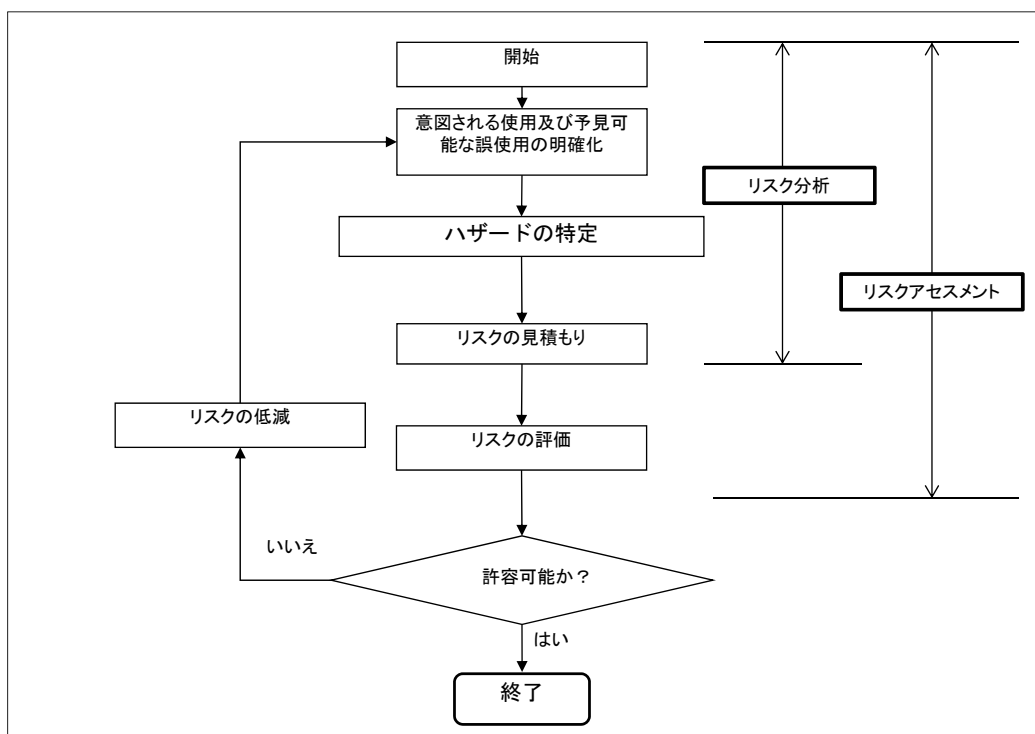 開始
意図される使用及び予見可
能な誤使用の明確化
リスク分析
ハザードの特定
リスクアセスメント
リスクの見積もり
リスクの低減
リスクの評価
いいえ
許容可能か？
はい
終了